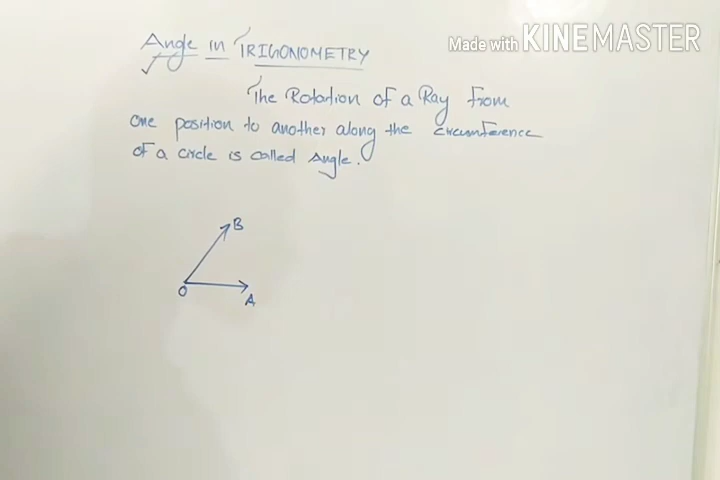 Angle in TRIGONOMETRY
Made with KINEMASTER
The Rotation of a Ray From
one position to another along the circumference
of a circle is called Angle.
B
O
A